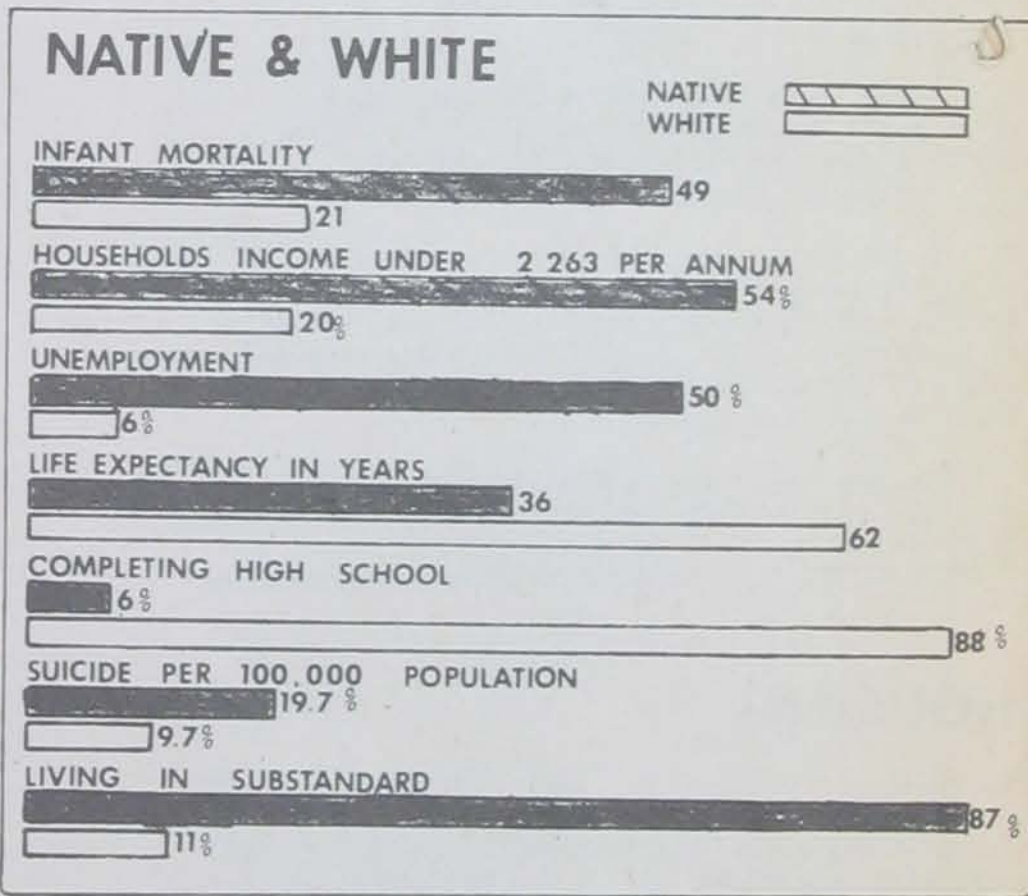 NATIVE & WHITE
NATIVE
WHITE
INFANT MORTALITY
49
21
HOUSEHOLDS INCOME UNDER 2 263 PER ANNUM
54%
20%
UNEMPLOYMENT
50 %
6%
LIFE EXPECTANCY IN YEARS
36
62
COMPLETING HIGH SCHOOL
6%
88 %
SUICIDE PER 100.000 POPULATION
19.7 %
9.7%
LIVING IN SUBSTANDARD
87 %
11%